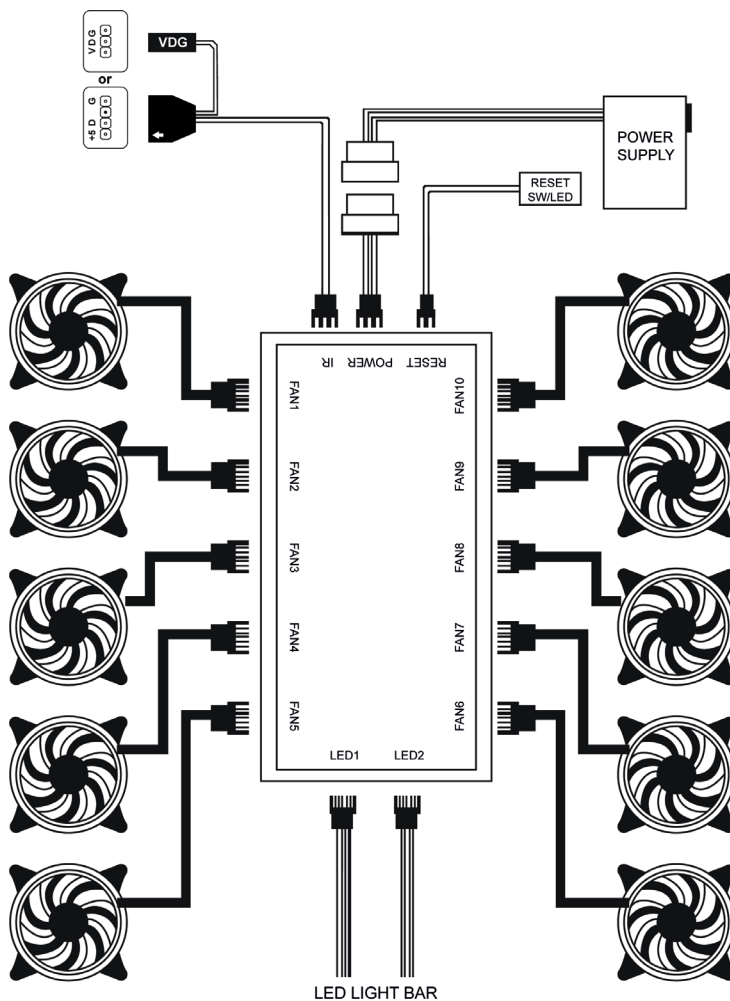 V D G
VDG
or
+5 D G
POWER
SUPPLY
RESET
SW/LED
IR
POWER
RESET
FAN1
FAN10
FAN2
FAN9
FAN3
FAN8
FAN4
FAN7
FAN5
FAN6
LED1
LED2
LED LIGHT BAR